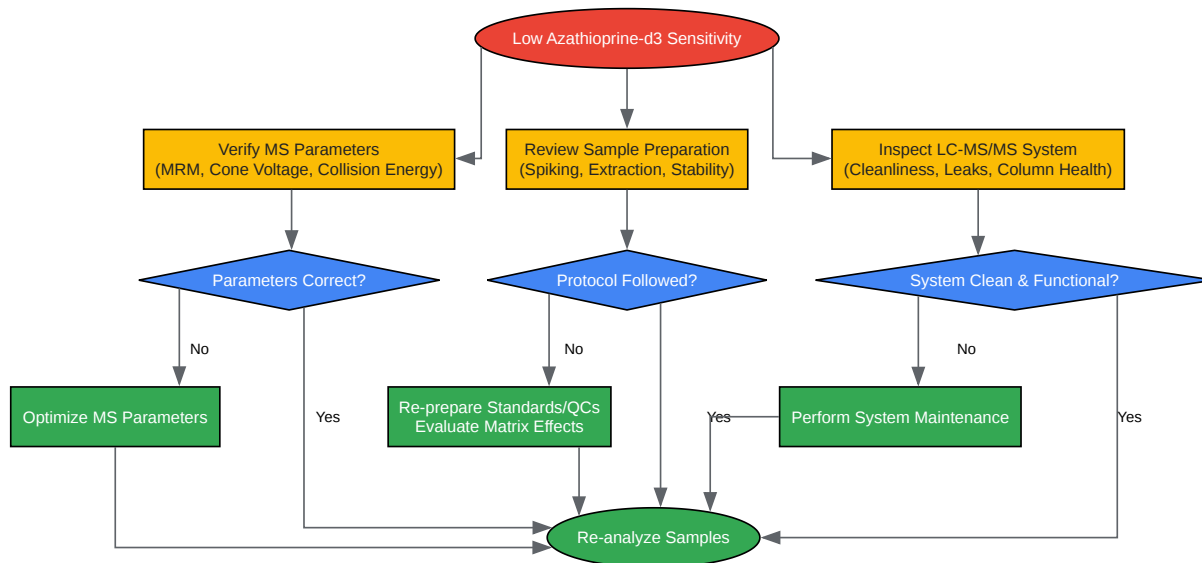 Low Azathioprine-d3 Sensitivity
Verify MS Parameters
(MRM, Cone Voltage, Collision Energy)
Review Sample Preparation
(Spiking, Extraction, Stability)
Inspect LC-MS/MS System
(Cleanliness, Leaks, Column Health)
Parameters Correct?
Protocol Followed?
System Clean & Functional?
No
No
No
Optimize MS Parameters
Yes
Re-prepare Standards/QCs
Evaluate Matrix Effects
Yes
Perform System Maintenance
Yes
Re-analyze Samples